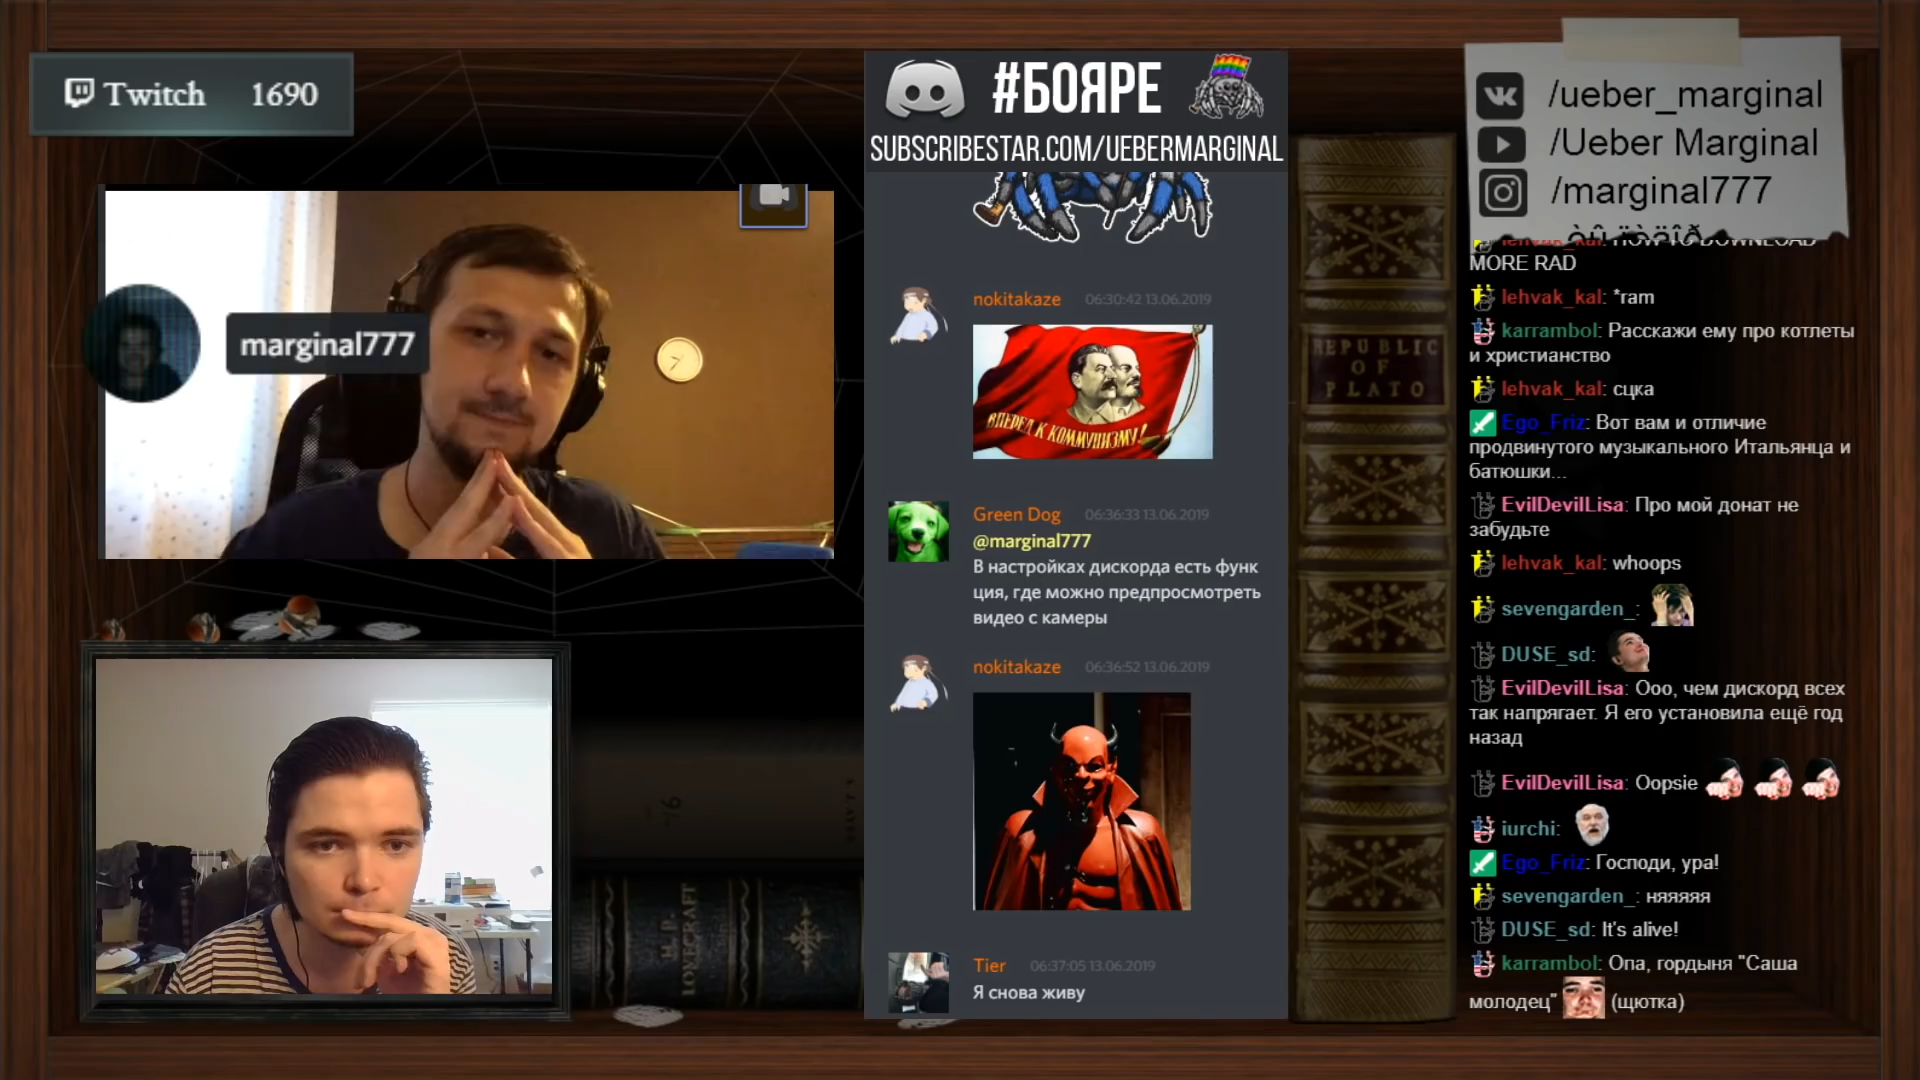 Twitch 1690
marginal777
#БОЯРЕ
SUBSCRIBESTAR.COM/UEBERMARGINAL
nokitakaze 06:30:42 13.06.2019
ВПЕРЕД К КОММУНИЗМУ!
Green Dog 06:36:33 13.06.2019
@marginal777
В настройках дискорда есть функ
ция, где можно предпросмотреть
видео с камеры
nokitakaze 06:36:52 13.06.2019
Tier 06:37:05 13.06.2019
Я снова живу
H. P.
LOVECRAFT
REPUBLIC
OF
PLATO
/ueber_marginal
/Ueber Marginal
/marginal777
lehvak_kal: HOW TO DOWNLOAD
MORE RAD
lehvak_kal: *ram
karrambol: Расскажи ему про котлеты
и христианство
lehvak_kal: сцка
Ego_Friz: Вот вам и отличие
продвинутого музыкального Итальянца и
батюшки...
EvilDevilLisa: Про мой донат не
забудьте
lehvak_kal: whoops
sevengarden_:
DUSE_sd:
EvilDevilLisa: Ооо, чем дискорд всех
так напрягает. Я его установила ещё год
назад
EvilDevilLisa: Oopsie
iurchi:
Ego_Friz: Господи, ура!
sevengarden_: няяяяя
DUSE_sd: It's alive!
karrambol: Опа, гордыня "Саша
молодец" (щютка)